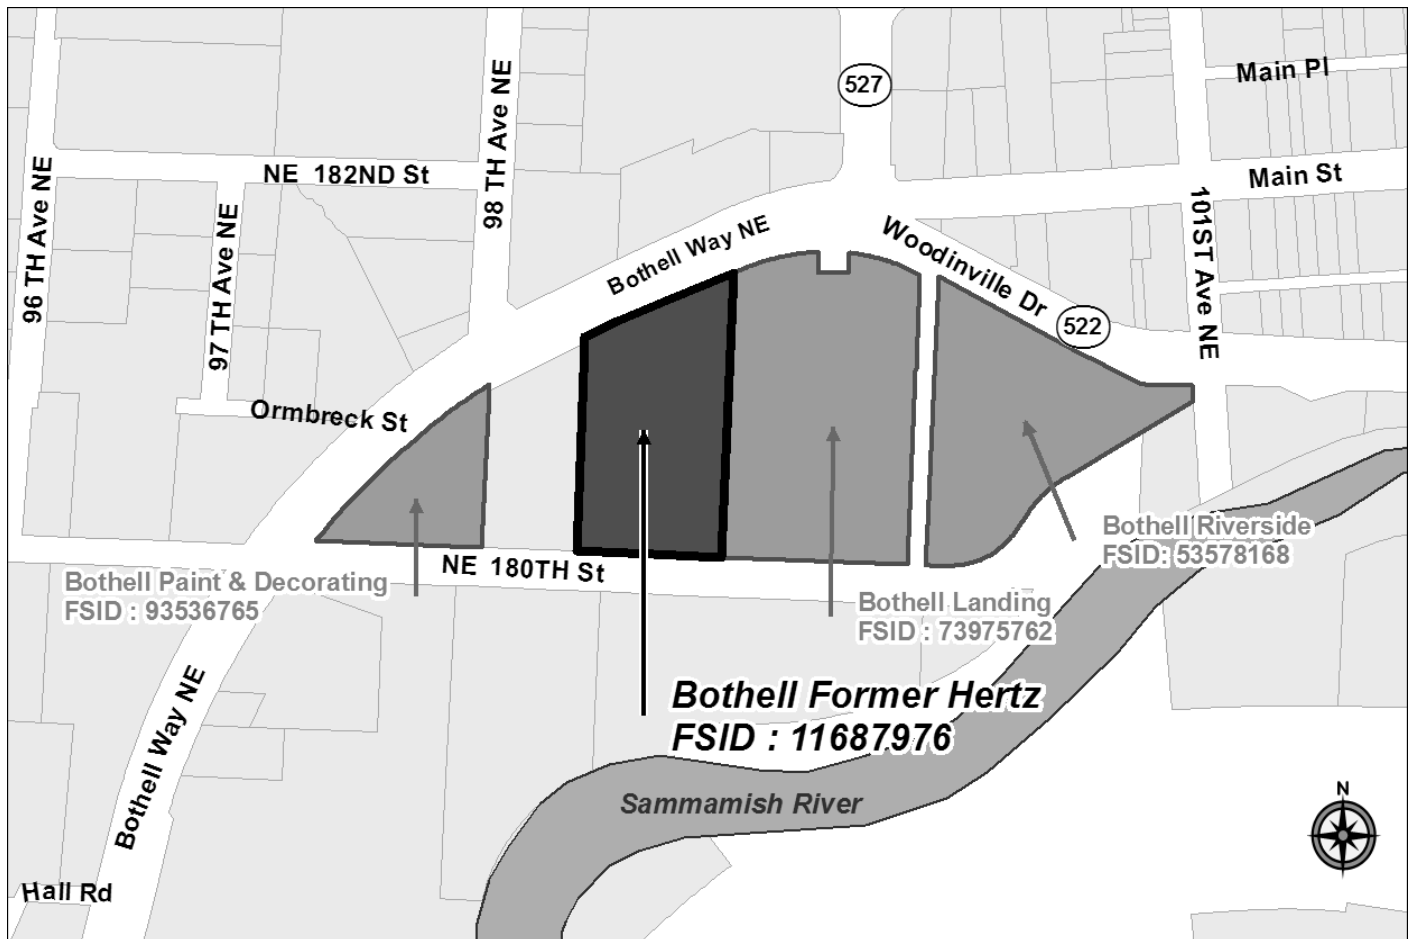 527
Main Pl
98 TH Ave NE
NE 182ND St
Main St
96 TH Ave NE
97 TH Ave NE
101ST Ave NE
Bothell Way NE
Woodinville Dr
522
Ormbreck St
Bothell Riverside
FSID: 53578168
NE 180TH St
Bothell Paint & Decorating
FSID : 93536765
Bothell Landing
FSID : 73975762
Bothell Former Hertz
FSID : 11687976
Bothell Way NE
Sammamish River
N
Hall Rd